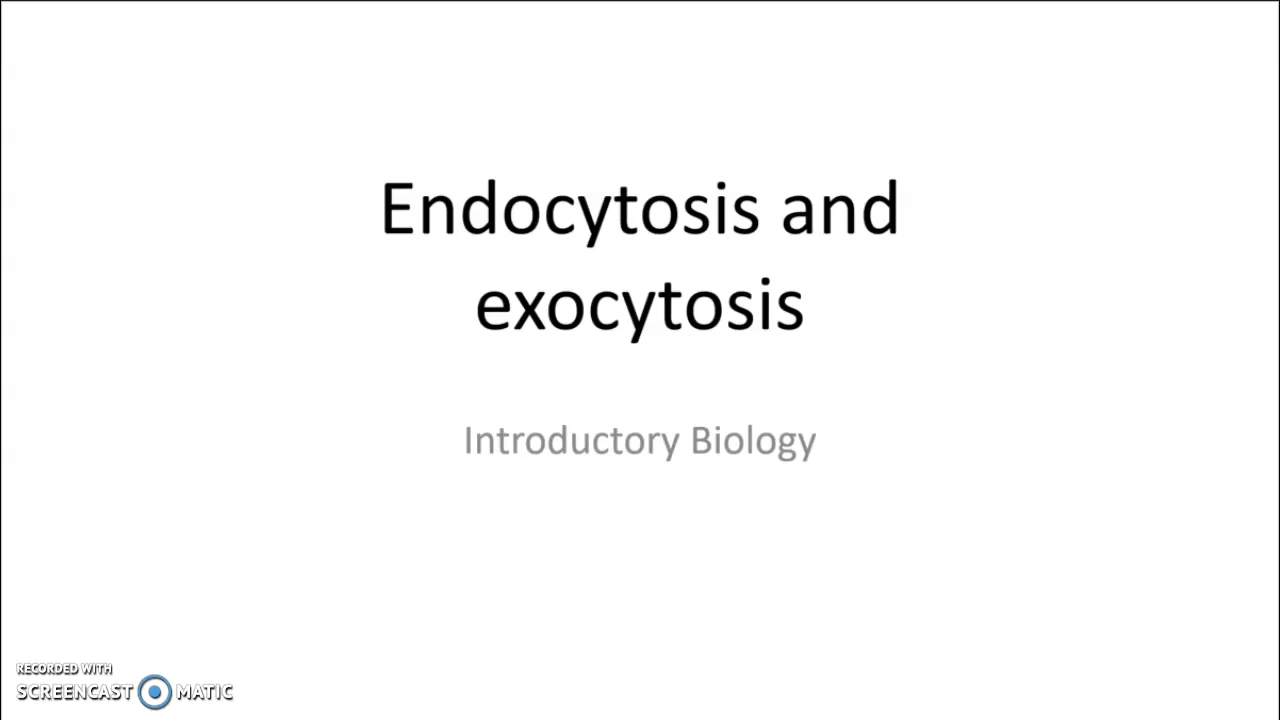 Endocytosis and
exocytosis
Introductory Biology
RECORDED WITH
SCREENCAST MATIC